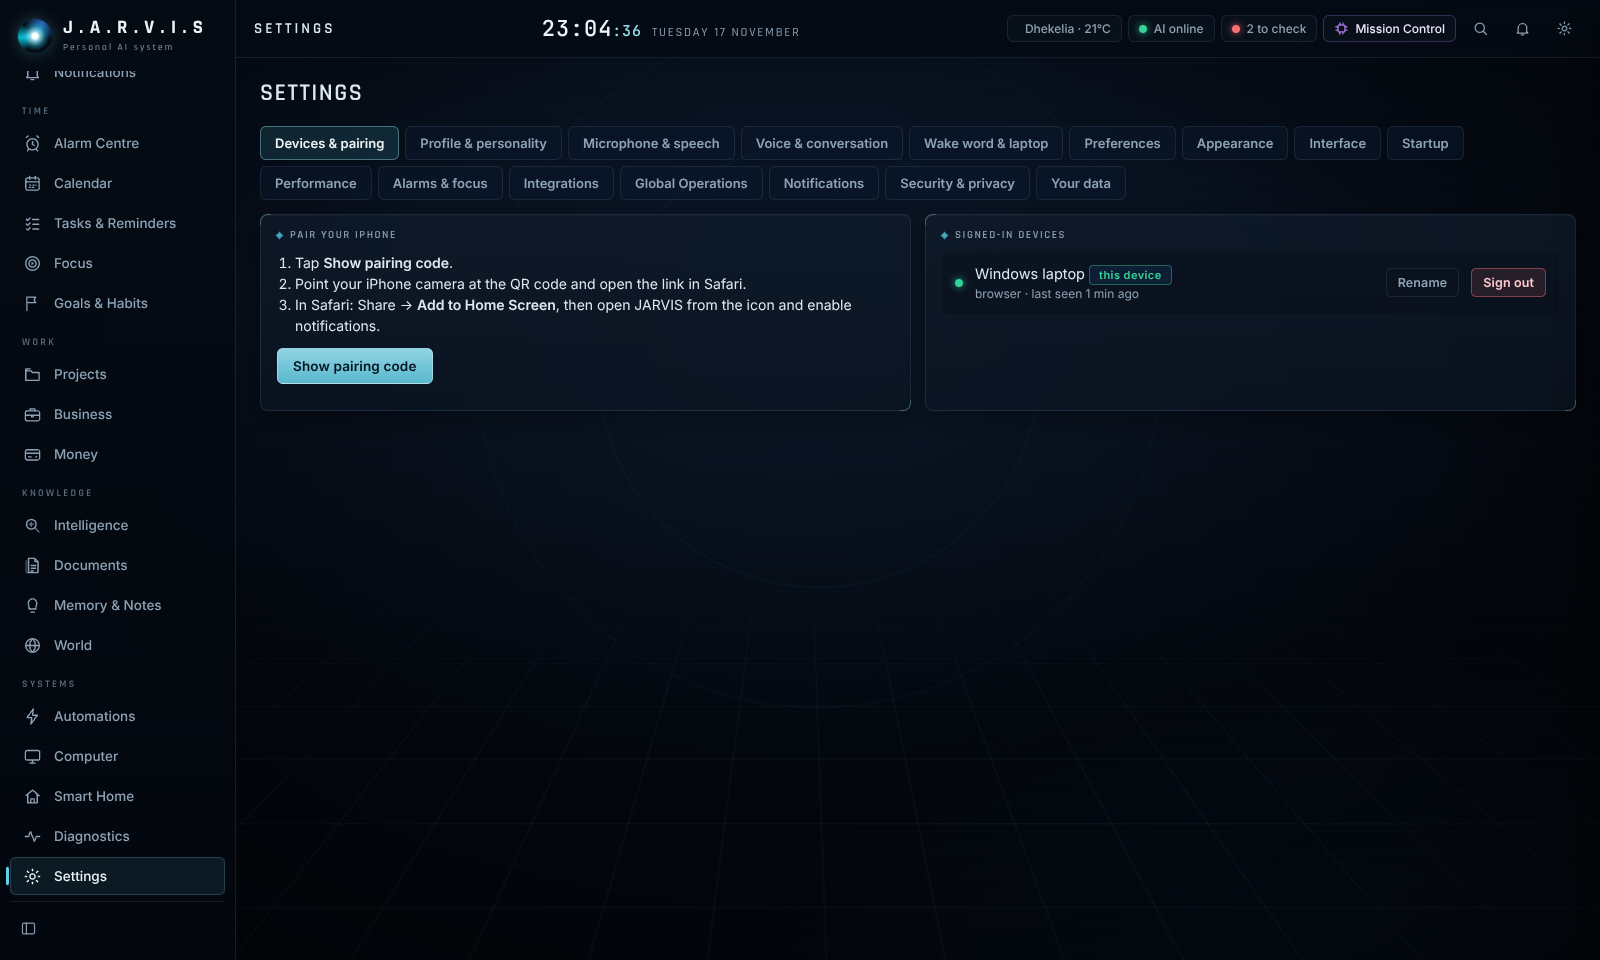 J.A.R.V.I.S
Personal AI system
SETTINGS
23:04:36 TUESDAY 17 NOVEMBER
Dhekelia · 21°C
AI online
2 to check
Mission Control
Notifications
TIME
Alarm Centre
Calendar
Tasks & Reminders
Focus
Goals & Habits
WORK
Projects
Business
Money
KNOWLEDGE
Intelligence
Documents
Memory & Notes
World
SYSTEMS
Automations
Computer
Smart Home
Diagnostics
Settings
SETTINGS
Devices & pairing
Profile & personality
Microphone & speech
Voice & conversation
Wake word & laptop
Preferences
Appearance
Interface
Startup
Performance
Alarms & focus
Integrations
Global Operations
Notifications
Security & privacy
Your data
PAIR YOUR IPHONE
1. Tap Show pairing code.
2. Point your iPhone camera at the QR code and open the link in Safari.
3. In Safari: Share → Add to Home Screen, then open JARVIS from the icon and enable
notifications.
Show pairing code
SIGNED-IN DEVICES
Windows laptop this device
browser · last seen 1 min ago
Rename
Sign out